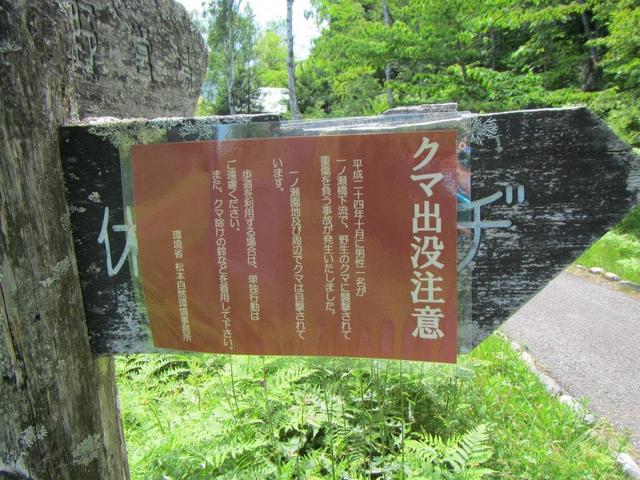 クマ出没注意
平成二十四年十月に男性一名が
一ノ瀬橋下流で、野生のクマに襲撃されて
重傷を負う事故が発生いたしました。
一ノ瀬園地及び周辺でクマは目撃されて
います。
歩道を利用する場合は、単独行動は
ご遠慮ください。
また、クマ除けの鈴などを着用して下さい。
環境省 松本自然環境事務所
休
デ